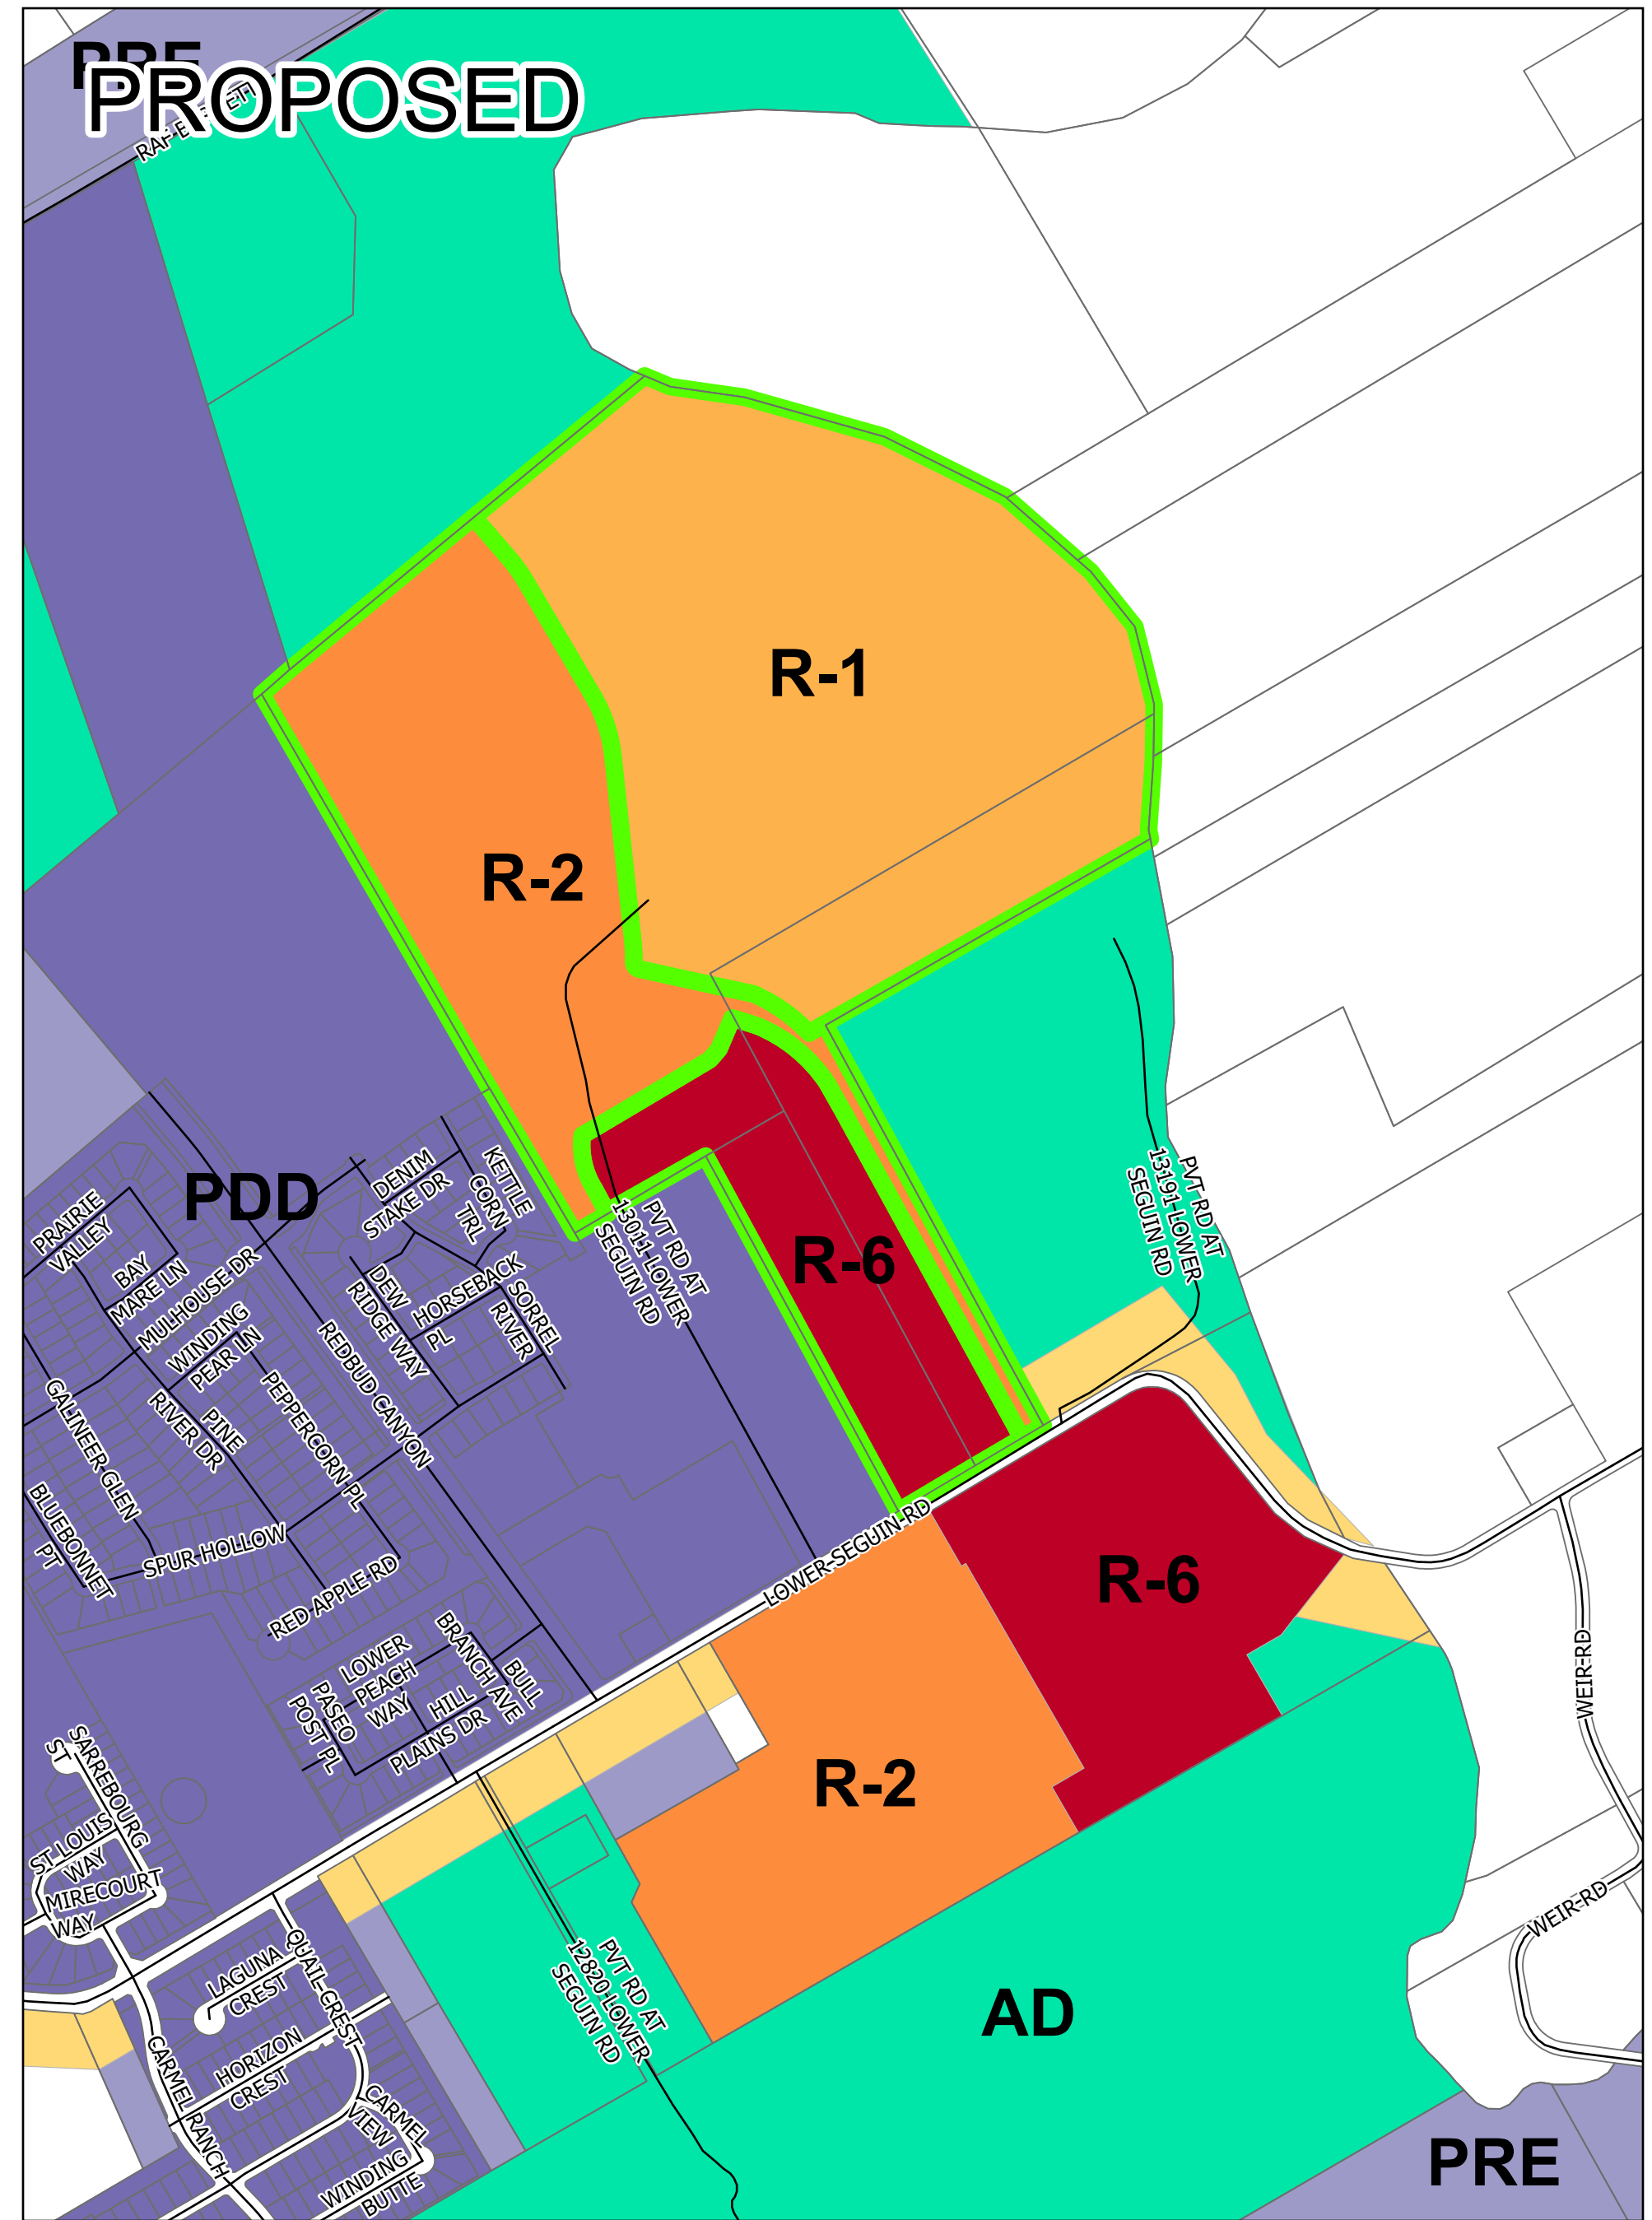 PRE
PROPOSED
R-1
R-2
PDD
R-6
PRAIRIE
VALLEY
BAY
MARE LN
MULHOUSE DR
WINDING
PEAR LN
DENIM
STAKE DR
KETTLE
CORN
TRL
DEW
RIDGE WAY
HORSEBACK
PL
SORREL
RIVER
PVT RD AT
13011 LOWER
SEGUIN RD
PVT RD AT
13191 LOWER
SEGUIN RD
GALINEER GLEN
PINE
RIVER DR
PEPPERCORN PL
REDBUD CANYON
BLUEBONNET
PT
SPUR HOLLOW
RED APPLE RD
LOWER SEGUIN RD
R-6
LOWER
PEACH
WAY
BULL
BRANCH AVE
PASEO
POST PL
HILL
PLAINS DR
R-2
WEIR RD
SARREBOURG
ST
ST LOUIS
WAY
MIRECOURT
WAY
WEIR RD
QUAIL CREST
LAGUNA
CREST
HORIZON
CREST
CARMEL RANCH
CARMEL
VIEW
WINDING
BUTTE
PVT RD AT
12820 LOWER
SEGUIN RD
AD
PRE